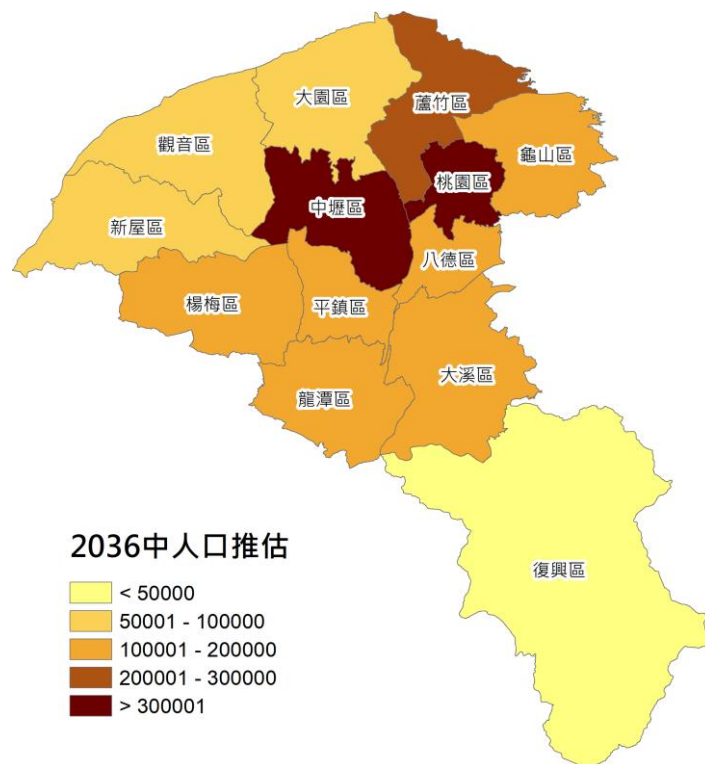 大園區
蘆竹區
觀音區
龜山區
桃園區
中壢區
新屋區
八德區
楊梅區
平鎮區
大溪區
龍潭區
復興區
2036中人口推估
< 50000
50001 - 100000
100001 - 200000
200001 - 300000
> 300001